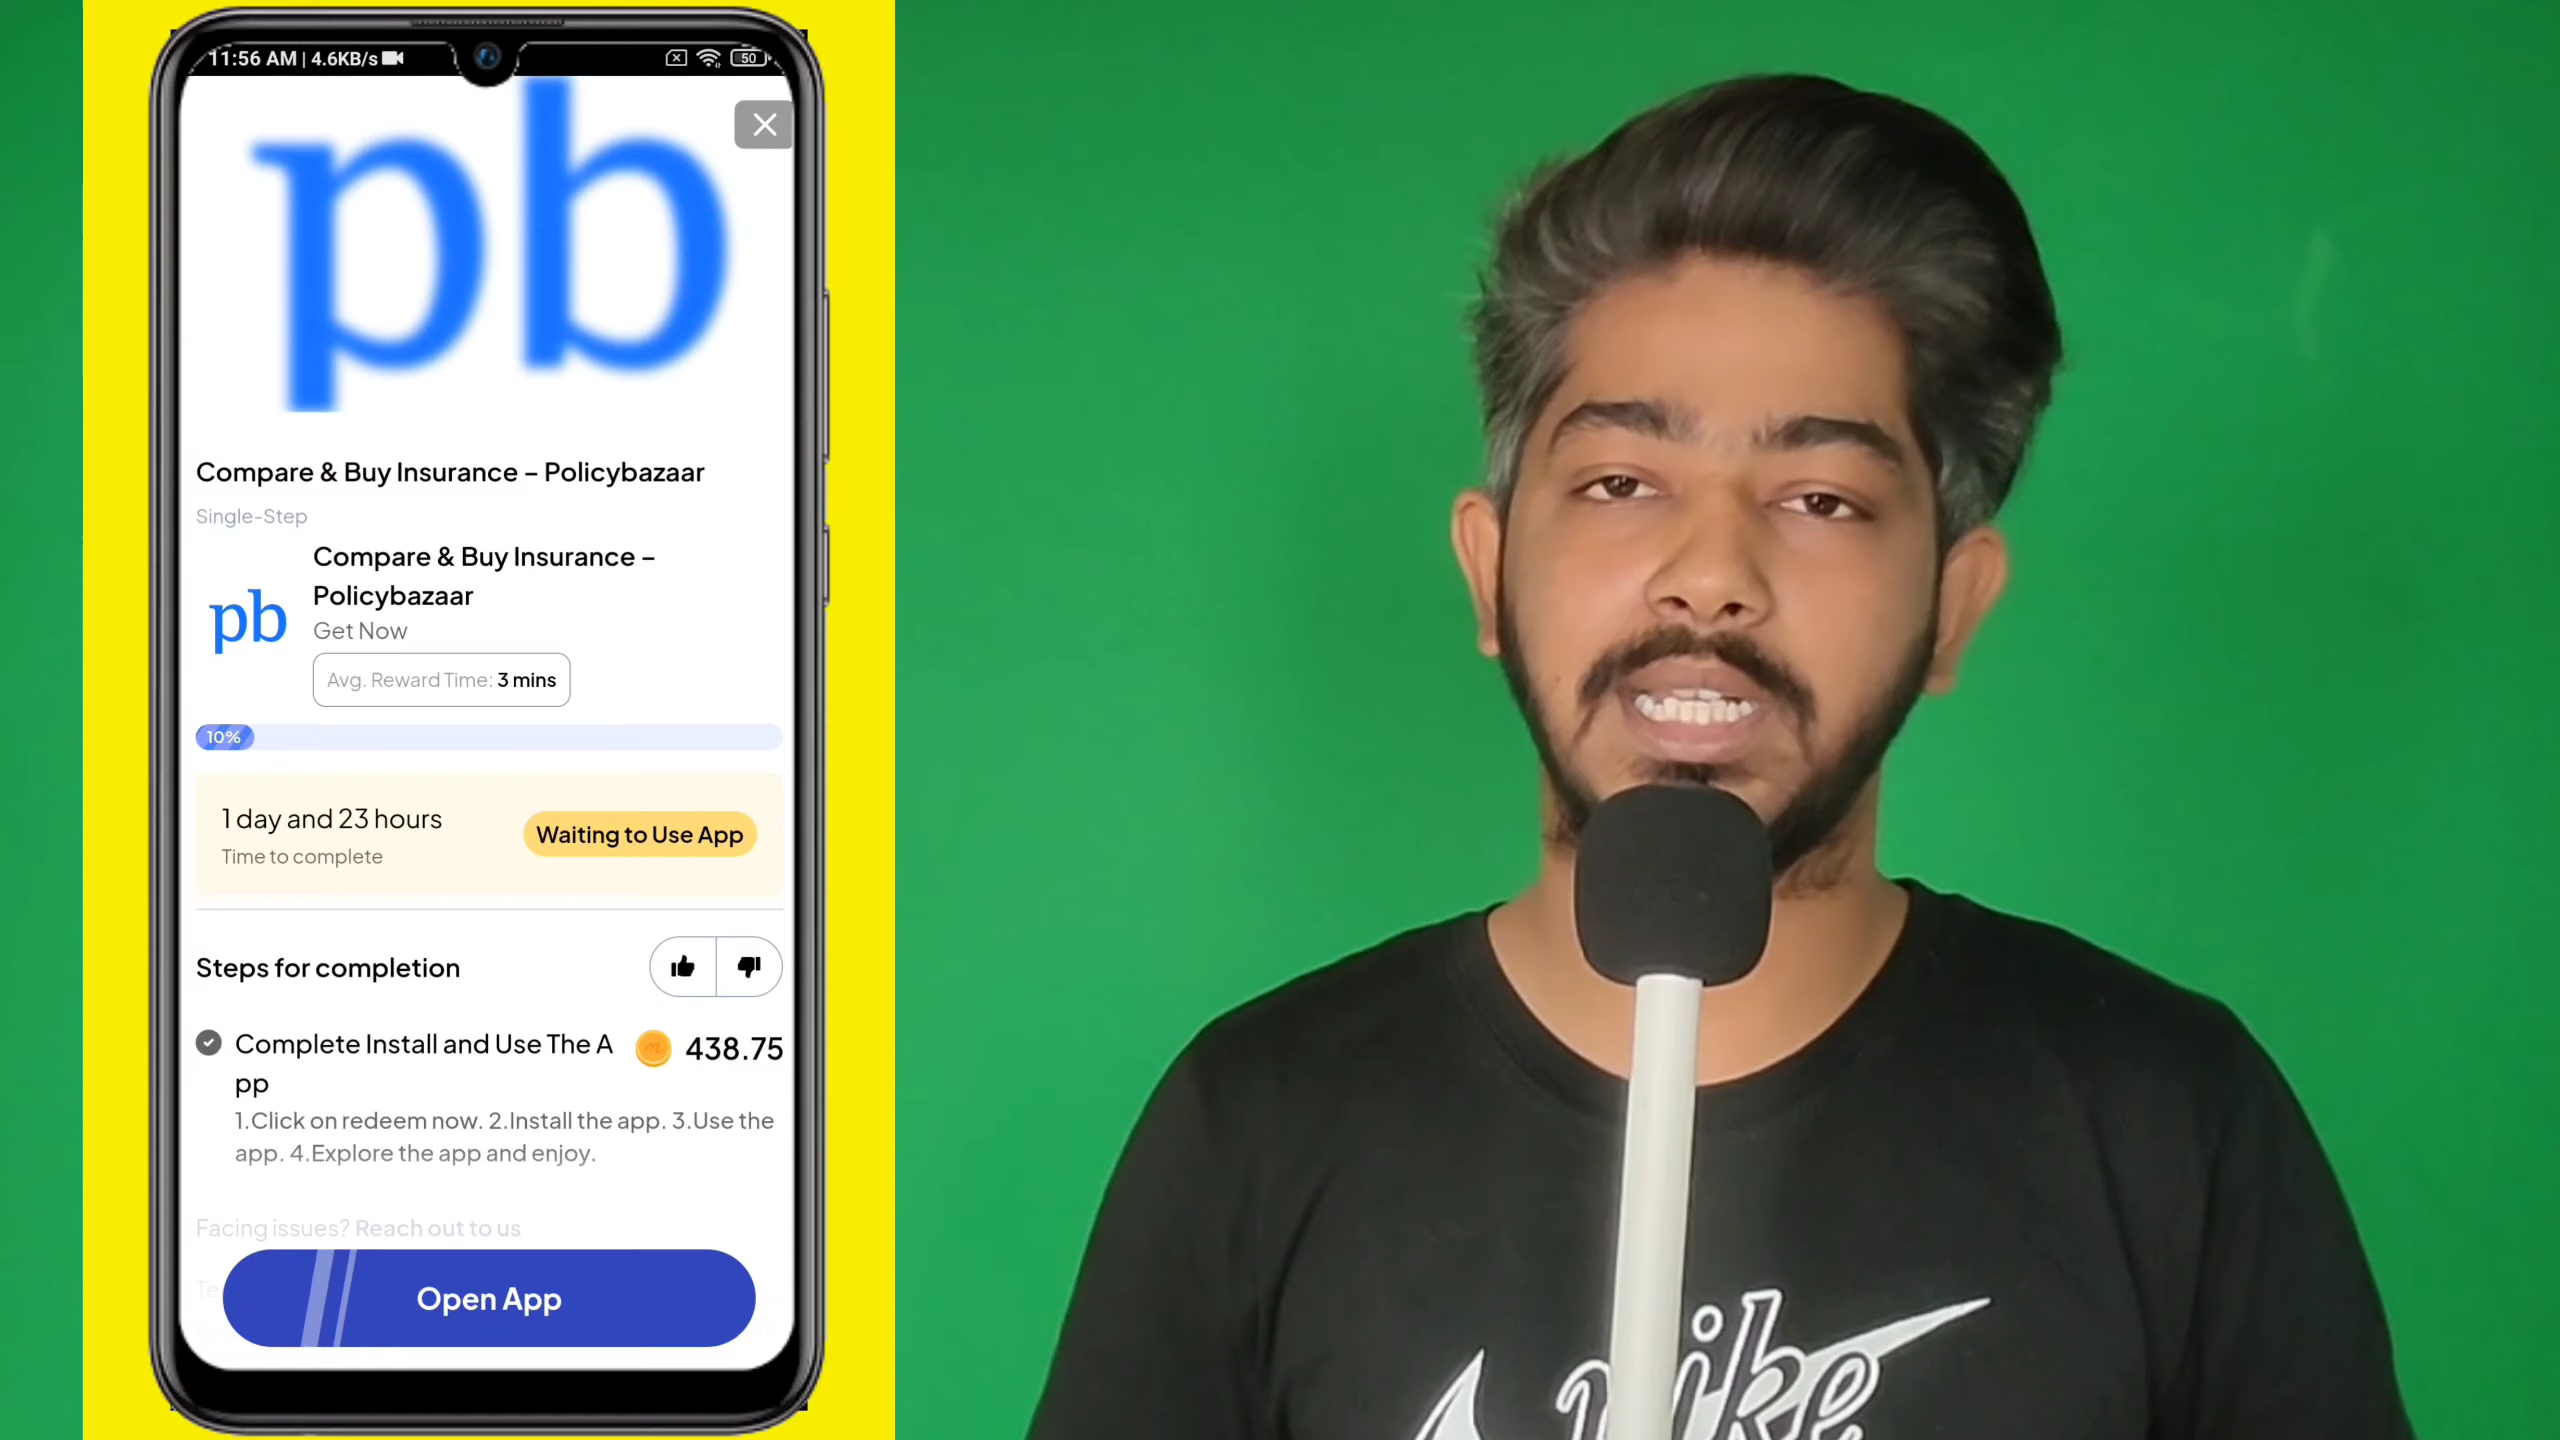 11:56 AM | 4.6KB/s
50
pb
Compare & Buy Insurance – Policybazaar
Single-Step
Compare & Buy Insurance –
Policybazaar
pb
Get Now
Avg. Reward Time: 3 mins
10%
1 day and 23 hours
Waiting to Use App
Time to complete
Steps for completion
Complete Install and Use The A
pp
438.75
1.Click on redeem now. 2.Install the app. 3.Use the
app. 4.Explore the app and enjoy.
Facing issues? Reach out to us
Te
Open App
Nike